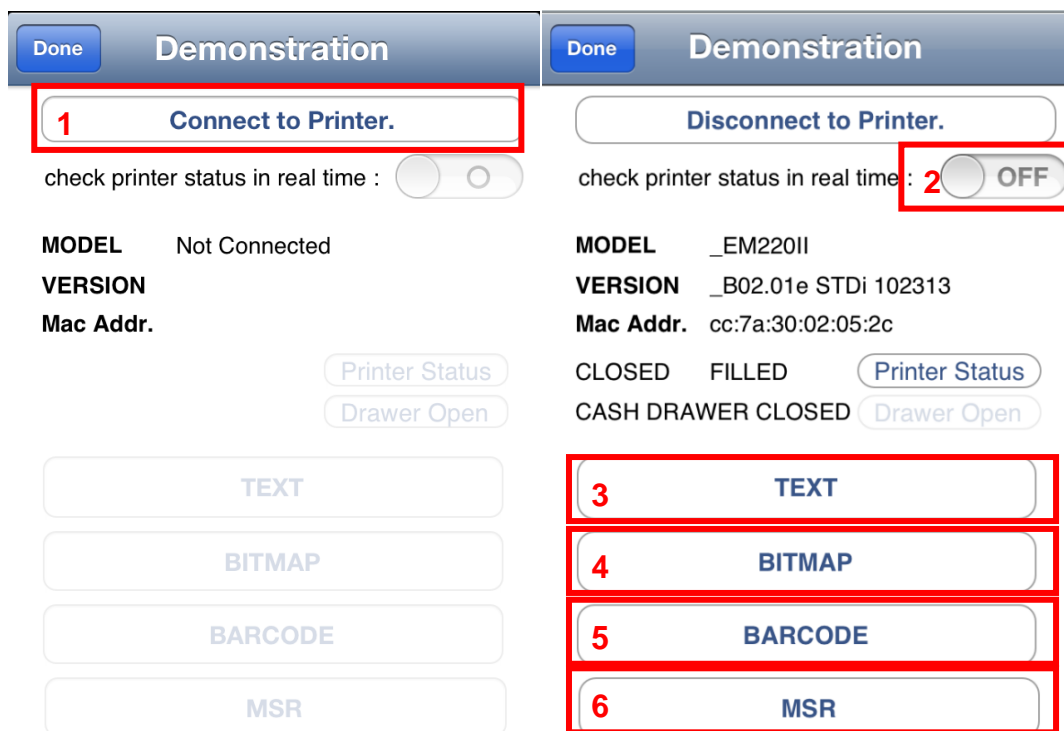 Done Demonstration
1 Connect to Printer.
check printer status in real time :
MODEL Not Connected
VERSION
Mac Addr.
Printer Status
Drawer Open
TEXT
BITMAP
BARCODE
MSR
Done Demonstration
Disconnect to Printer.
check printer status in real time : 2 OFF
MODEL _EM220II
VERSION _B02.01e STDi 102313
Mac Addr. cc:7a:30:02:05:2c
CLOSED FILLED Printer Status
CASH DRAWER CLOSED Drawer Open
3 TEXT
4 BITMAP
5 BARCODE
6 MSR